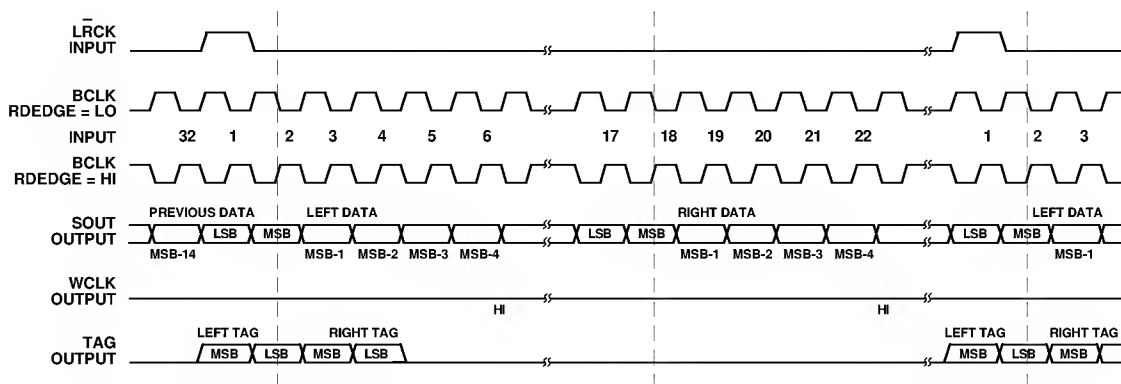 LRCK
INPUT
BCLK
RDEDGE = LO
INPUT 32 1 2 3 4 5 6 17 18 19 20 21 22 1 2 3
BCLK
RDEDGE = HI
PREVIOUS DATA LEFT DATA RIGHT DATA LEFT DATA
SOUT
OUTPUT
LSB MSB LSB MSB LSB MSB
MSB-14 MSB-1 MSB-2 MSB-3 MSB-4 MSB-1 MSB-2 MSB-3 MSB-4 MSB-1
WCLK
OUTPUT
HI HI
LEFT TAG RIGHT TAG LEFT TAG RIGHT TAG
TAG
OUTPUT
MSB LSB MSB LSB MSB LSB MSB